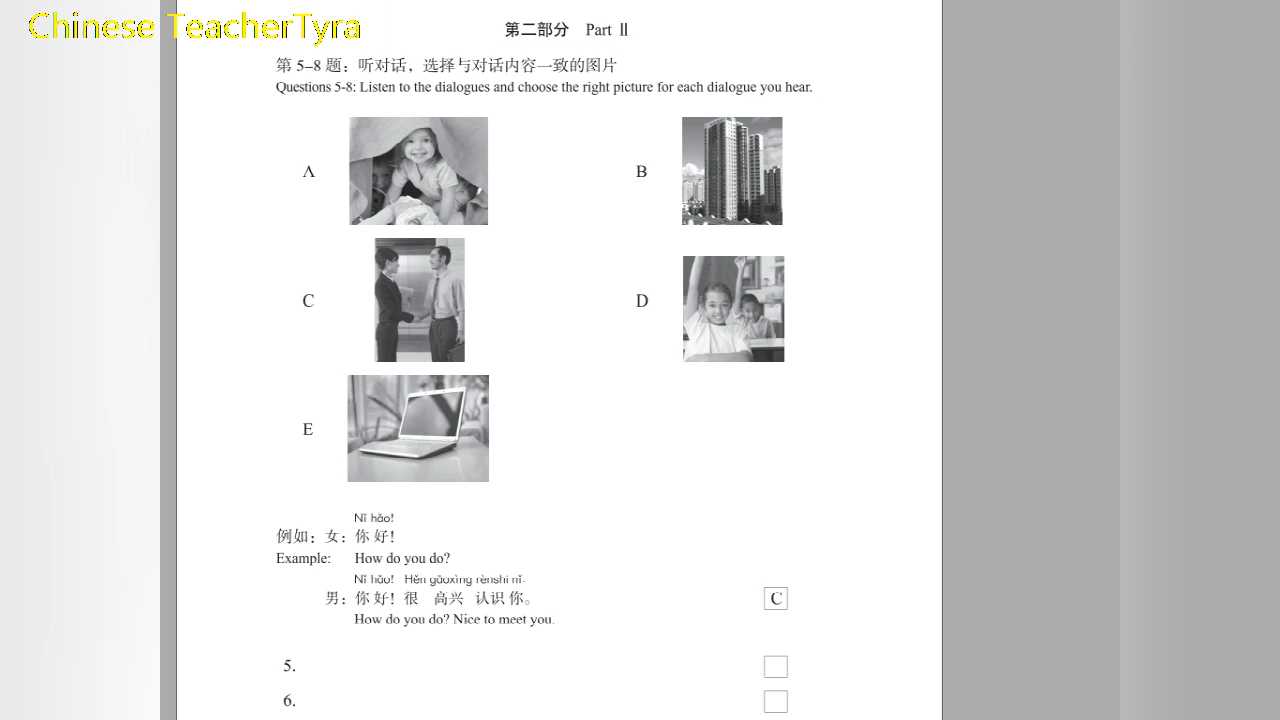 Chinese TeacherTyra
第二部分 Part Ⅱ
第 5–8 题：听对话，选择与对话内容一致的图片
Questions 5-8: Listen to the dialogues and choose the right picture for each dialogue you hear.
A
B
C
D
E
Nǐ hǎo!
例如：女：你 好！
Example: How do you do?
Nǐ hǎo! Hěn gāoxìng rènshi nǐ.
男：你 好！很 高兴 认识 你。
C
How do you do? Nice to meet you.
5.
6.